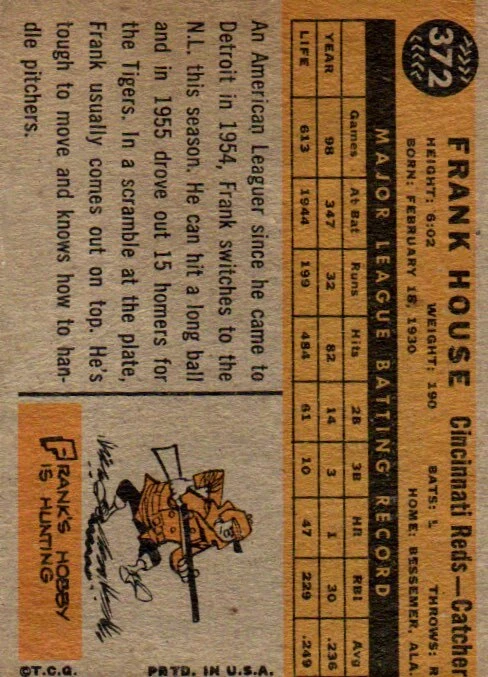 372
FRANK HOUSE Cincinnati Reds—Catcher
HEIGHT: 6:02 WEIGHT: 190 BATS: L THROWS: R
BORN: FEBRUARY 18, 1930 HOME: BESSEMER, ALA.
MAJOR LEAGUE BATTING RECORD
Games At Bat Runs Hits 2B 3B HR RBI Avg
YEAR 98 347 32 82 14 3 1 30 .236
LIFE 613 1944 199 484 61 10 47 229 .249
An American Leaguer since he came to
Detroit in 1954, Frank switches to the
N.L. this season. He can hit a long ball
and in 1955 drove out 15 homers for
the Tigers. In a scramble at the plate,
Frank usually comes out on top. He's
tough to move and knows how to han-
dle pitchers.
FRANK'S HOBBY
IS HUNTING
©T.C.G. PRTD. IN U.S.A.